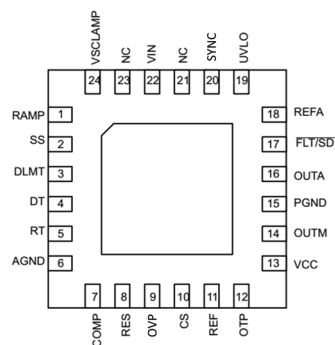 VSCLAMP
NC
VIN
NC
SYNC
UVLO
24 23 22 21 20 19
RAMP 1
SS 2
DLMT 3
DT 4
RT 5
AGND 6
18 REFA
17 FLT/SD
16 OUTA
15 PGND
14 OUTM
13 VCC
7 8 9 10 11 12
COMP
RES
OVP
CS
REF
OTP